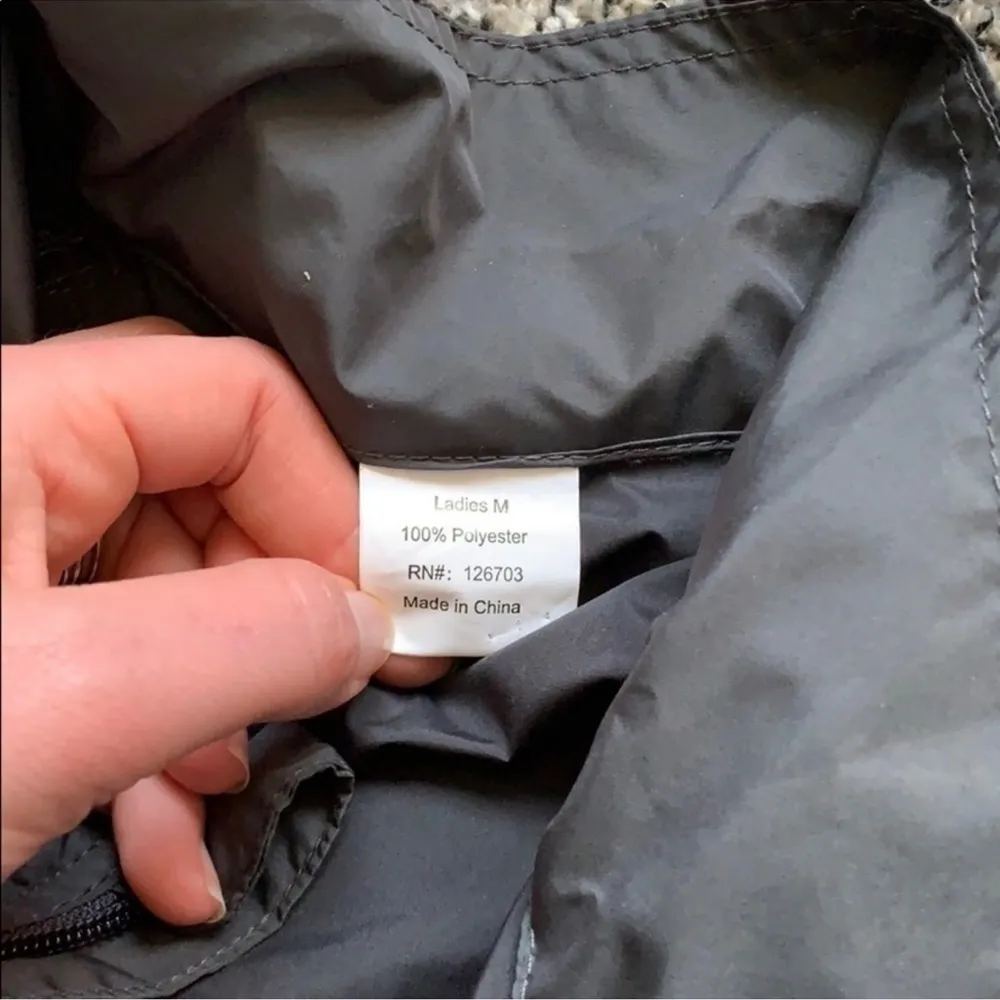 Ladies M
100% Polyester
RN#: 126703
Made in China